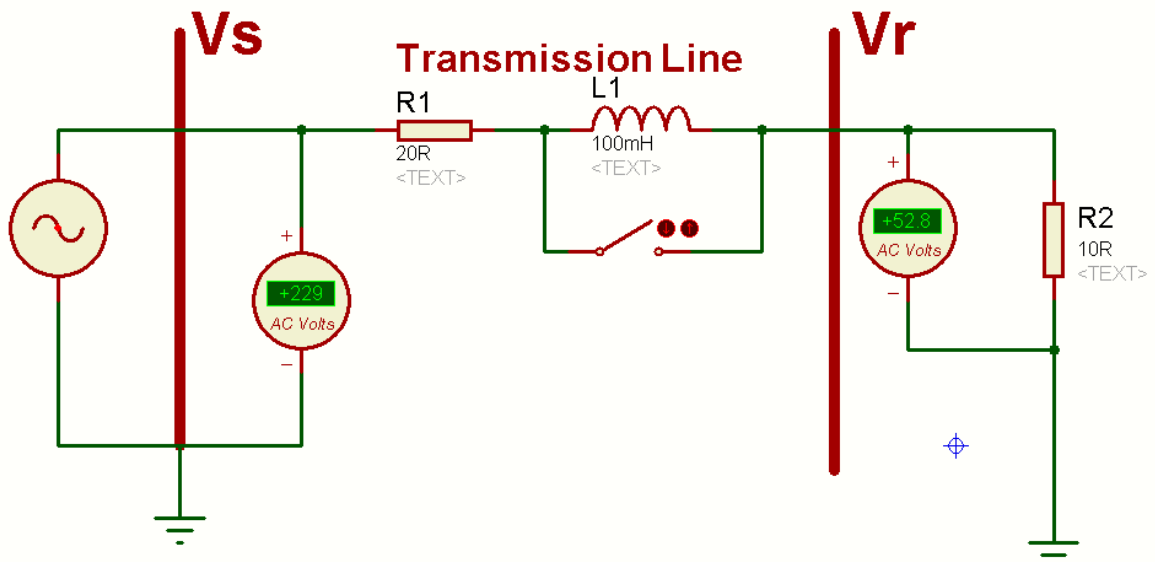 Vs
Vr
Transmission Line
R1
20R
<TEXT>
L1
100mH
<TEXT>
+
+229
AC Volts
−
+
+52.8
AC Volts
−
R2
10R
<TEXT>